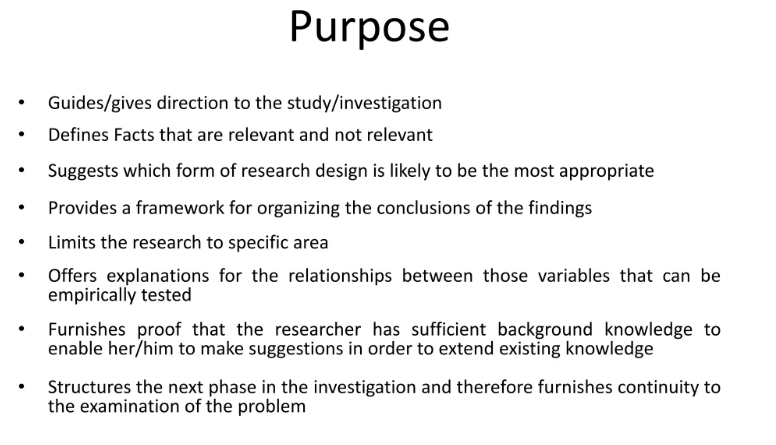 Purpose
• Guides/gives direction to the study/investigation
• Defines Facts that are relevant and not relevant
• Suggests which form of research design is likely to be the most appropriate
• Provides a framework for organizing the conclusions of the findings
• Limits the research to specific area
• Offers explanations for the relationships between those variables that can be
empirically tested
• Furnishes proof that the researcher has sufficient background knowledge to
enable her/him to make suggestions in order to extend existing knowledge
• Structures the next phase in the investigation and therefore furnishes continuity to
the examination of the problem